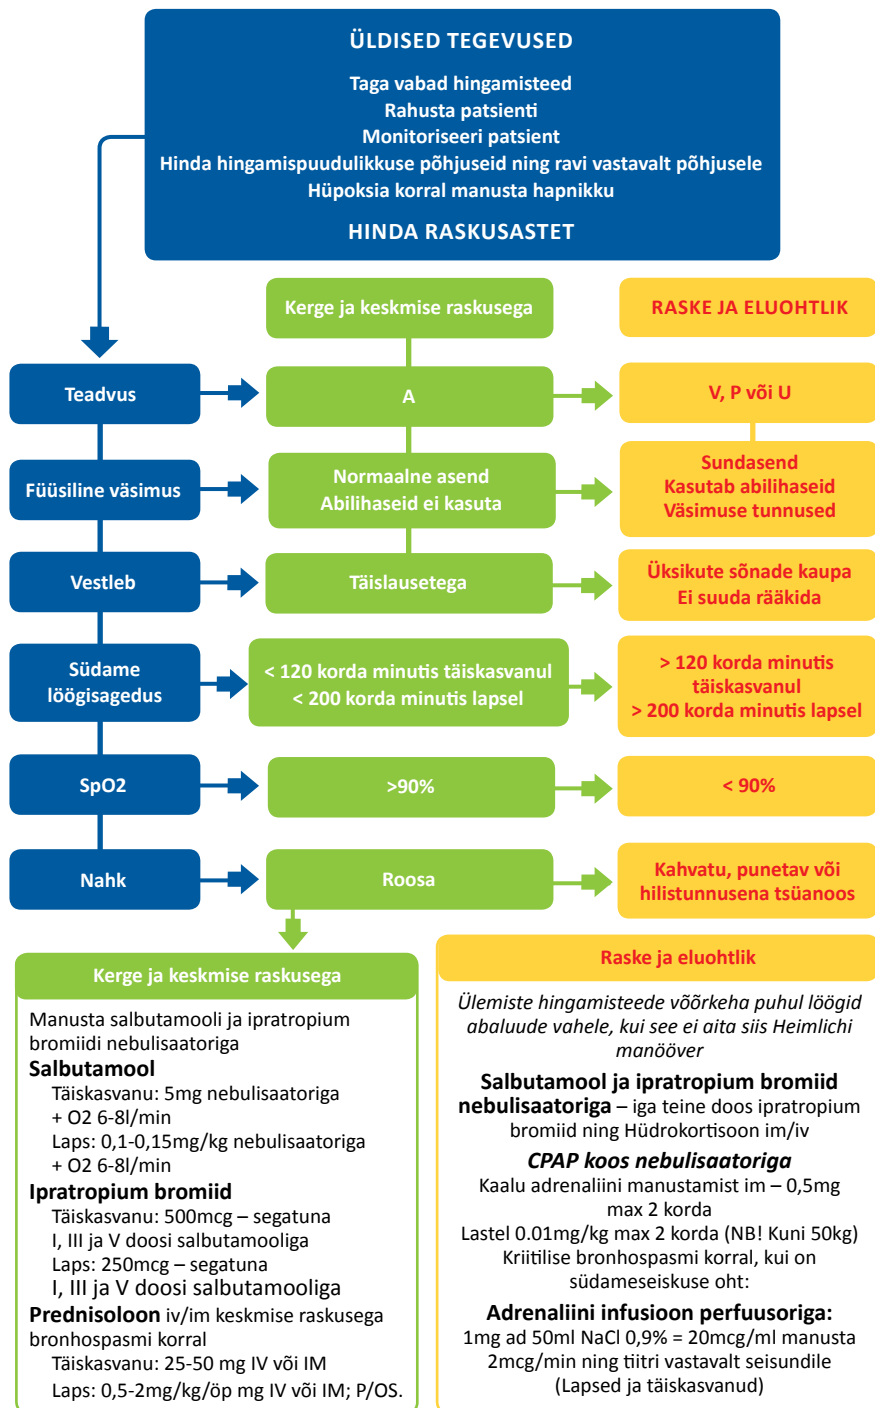 ÜLDISED TEGEVUSED
Taga vabad hingamisteed
Rahusta patsienti
Monitoriseeri patsient
Hinda hingamispuudulikkuse põhjuseid ning ravi vastavalt põhjusele
Hüpoksia korral manusta hapnikku
HINDA RASKUSASTET
Kerge ja keskmise raskusega
RASKE JA ELUOHTLIK
Teadvus
A
V, P või U
Füüsiline väsimus
Normaalne asend
Abilihaseid ei kasuta
Sundasend
Kasutab abilihaseid
Väsimuse tunnused
Vestleb
Täislausetega
Üksikute sõnade kaupa
Ei suuda rääkida
Südame
löögisagedus
< 120 korda minutis täiskasvanul
< 200 korda minutis lapsel
> 120 korda minutis
täiskasvanul
> 200 korda minutis lapsel
SpO2
>90%
< 90%
Nahk
Roosa
Kahvatu, punetav või
hilistunnusena tsüanoos
Kerge ja keskmise raskusega
Manusta salbutamooli ja ipratropium
bromiidi nebulisaatoriga
Salbutamool
Täiskasvanu: 5mg nebulisaatoriga
+ O2 6-8l/min
Laps: 0,1-0,15mg/kg nebulisaatoriga
+ O2 6-8l/min
Ipratropium bromiid
Täiskasvanu: 500mcg – segatuna
I, III ja V doosi salbutamooliga
Laps: 250mcg – segatuna
I, III ja V doosi salbutamooliga
Prednisoloon iv/im keskmise raskusega
bronhospasmi korral
Täiskasvanu: 25-50 mg IV või IM
Laps: 0,5-2mg/kg/öp mg IV või IM; P/OS.
Raske ja eluohtlik
Ülemiste hingamisteede võõrkeha puhul löögid
abaluude vahele, kui see ei aita siis Heimlichi
manööver
Salbutamool ja ipratropium bromiid
nebulisaatoriga – iga teine doos ipratropium
bromiid ning Hüdrokortisoon im/iv
CPAP koos nebulisaatoriga
Kaalu adrenaliini manustamist im – 0,5mg
max 2 korda
Lastel 0.01mg/kg max 2 korda (NB! Kuni 50kg)
Kriitilise bronhospasmi korral, kui on
südameseiskuse oht:
Adrenaliini infusioon perfuusoriga:
1mg ad 50ml NaCl 0,9% = 20mcg/ml manusta
2mcg/min ning tiitri vastavalt seisundile
(Lapsed ja täiskasvanud)